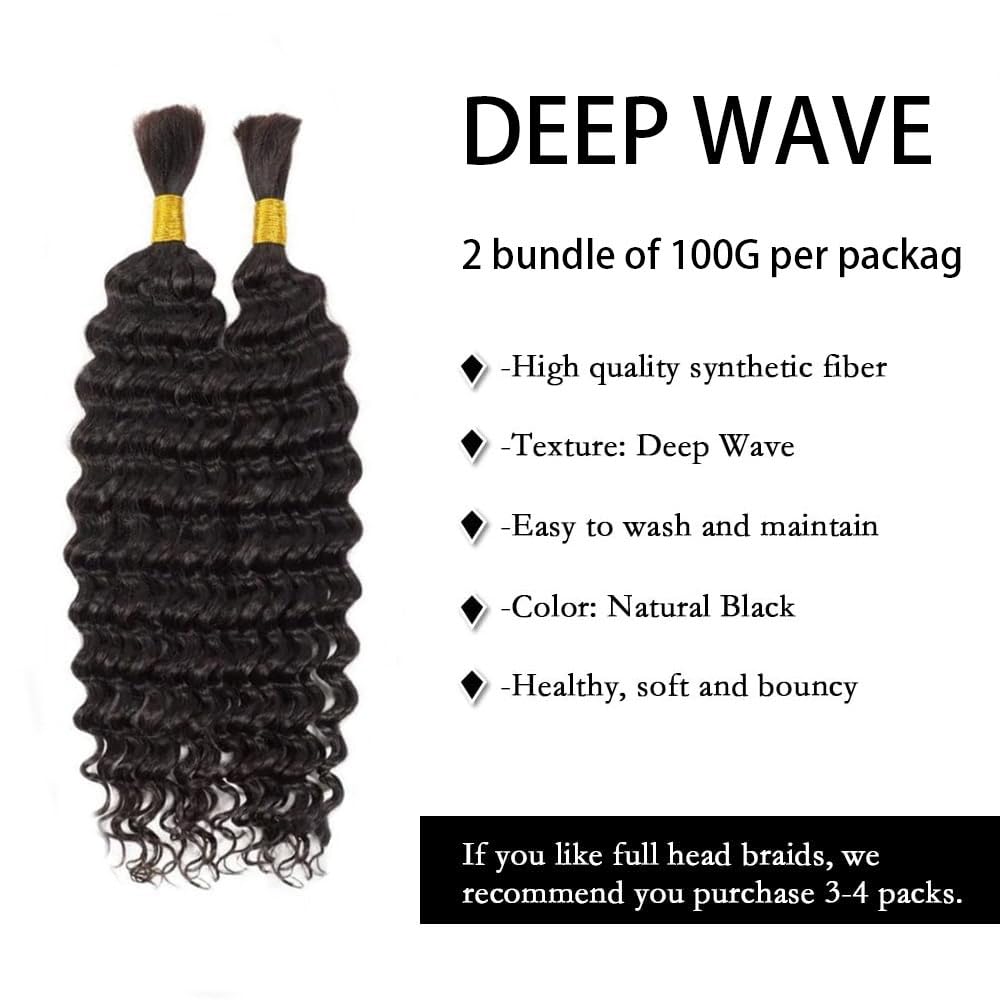 DEEP WAVE
2 bundle of 100G per packag
-High quality synthetic fiber
-Texture: Deep Wave
-Easy to wash and maintain
-Color: Natural Black
-Healthy, soft and bouncy
If you like full head braids, we
recommend you purchase 3-4 packs.